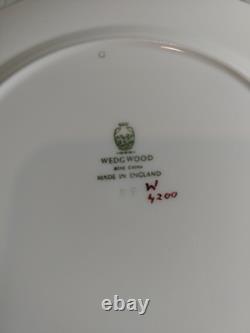 WEDGWOOD
BONE CHINA
MADE IN ENGLAND
W
4200